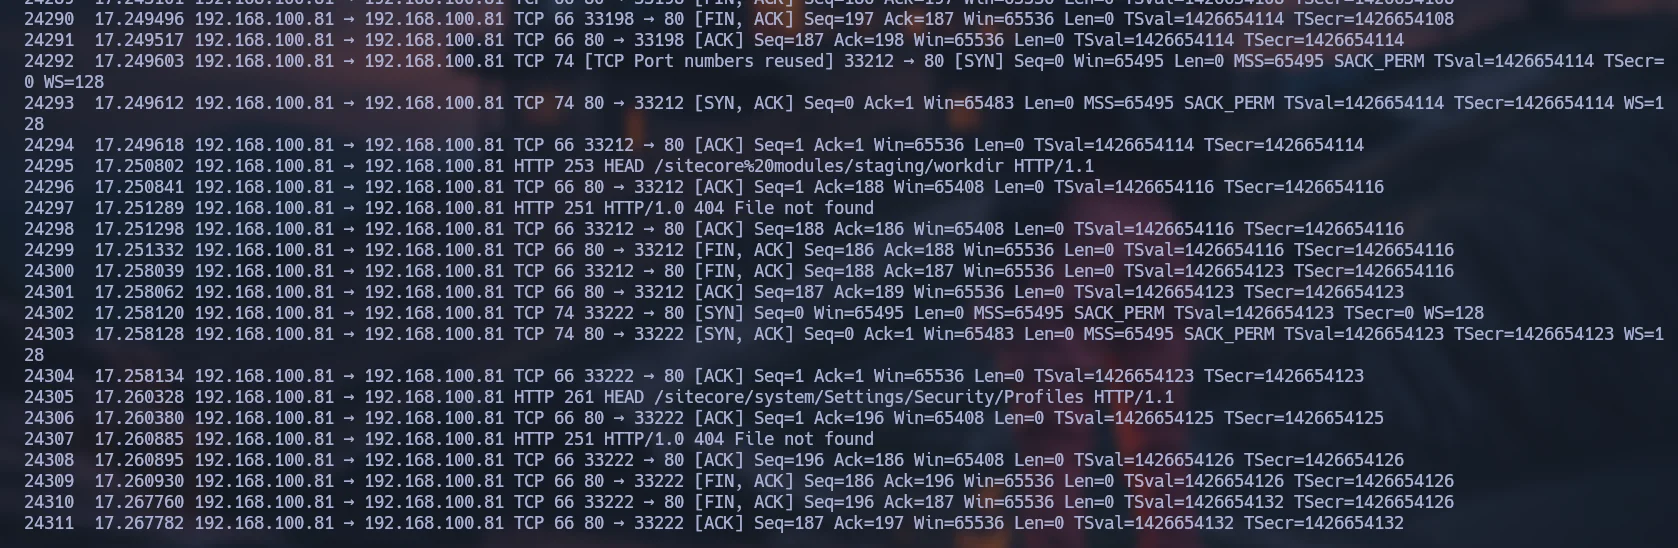 24290  17.249496 192.168.100.81 → 192.168.100.81 TCP 66 33198 → 80 [FIN, ACK] Seq=197 Ack=187 Win=65536 Len=0 TSval=1426654114 TSecr=1426654108
24291  17.249517 192.168.100.81 → 192.168.100.81 TCP 66 80 → 33198 [ACK] Seq=187 Ack=198 Win=65536 Len=0 TSval=1426654114 TSecr=1426654114
24292  17.249603 192.168.100.81 → 192.168.100.81 TCP 74 [TCP Port numbers reused] 33212 → 80 [SYN] Seq=0 Win=65495 Len=0 MSS=65495 SACK_PERM TSval=1426654114 TSecr=
0 WS=128
24293  17.249612 192.168.100.81 → 192.168.100.81 TCP 74 80 → 33212 [SYN, ACK] Seq=0 Ack=1 Win=65483 Len=0 MSS=65495 SACK_PERM TSval=1426654114 TSecr=1426654114 WS=1
28
24294  17.249618 192.168.100.81 → 192.168.100.81 TCP 66 33212 → 80 [ACK] Seq=1 Ack=1 Win=65536 Len=0 TSval=1426654114 TSecr=1426654114
24295  17.250802 192.168.100.81 → 192.168.100.81 HTTP 253 HEAD /sitecore%20modules/staging/workdir HTTP/1.1
24296  17.250841 192.168.100.81 → 192.168.100.81 TCP 66 80 → 33212 [ACK] Seq=1 Ack=188 Win=65408 Len=0 TSval=1426654116 TSecr=1426654116
24297  17.251289 192.168.100.81 → 192.168.100.81 HTTP 251 HTTP/1.0 404 File not found
24298  17.251298 192.168.100.81 → 192.168.100.81 TCP 66 33212 → 80 [ACK] Seq=188 Ack=186 Win=65408 Len=0 TSval=1426654116 TSecr=1426654116
24299  17.251332 192.168.100.81 → 192.168.100.81 TCP 66 80 → 33212 [FIN, ACK] Seq=186 Ack=188 Win=65536 Len=0 TSval=1426654116 TSecr=1426654116
24300  17.258039 192.168.100.81 → 192.168.100.81 TCP 66 33212 → 80 [FIN, ACK] Seq=188 Ack=187 Win=65536 Len=0 TSval=1426654123 TSecr=1426654116
24301  17.258062 192.168.100.81 → 192.168.100.81 TCP 66 80 → 33212 [ACK] Seq=187 Ack=189 Win=65536 Len=0 TSval=1426654123 TSecr=1426654123
24302  17.258120 192.168.100.81 → 192.168.100.81 TCP 74 33222 → 80 [SYN] Seq=0 Win=65495 Len=0 MSS=65495 SACK_PERM TSval=1426654123 TSecr=0 WS=128
24303  17.258128 192.168.100.81 → 192.168.100.81 TCP 74 80 → 33222 [SYN, ACK] Seq=0 Ack=1 Win=65483 Len=0 MSS=65495 SACK_PERM TSval=1426654123 TSecr=1426654123 WS=1
28
24304  17.258134 192.168.100.81 → 192.168.100.81 TCP 66 33222 → 80 [ACK] Seq=1 Ack=1 Win=65536 Len=0 TSval=1426654123 TSecr=1426654123
24305  17.260328 192.168.100.81 → 192.168.100.81 HTTP 261 HEAD /sitecore/system/Settings/Security/Profiles HTTP/1.1
24306  17.260380 192.168.100.81 → 192.168.100.81 TCP 66 80 → 33222 [ACK] Seq=1 Ack=196 Win=65408 Len=0 TSval=1426654125 TSecr=1426654125
24307  17.260885 192.168.100.81 → 192.168.100.81 HTTP 251 HTTP/1.0 404 File not found
24308  17.260895 192.168.100.81 → 192.168.100.81 TCP 66 33222 → 80 [ACK] Seq=196 Ack=186 Win=65408 Len=0 TSval=1426654126 TSecr=1426654126
24309  17.260930 192.168.100.81 → 192.168.100.81 TCP 66 80 → 33222 [FIN, ACK] Seq=186 Ack=196 Win=65536 Len=0 TSval=1426654126 TSecr=1426654126
24310  17.267760 192.168.100.81 → 192.168.100.81 TCP 66 33222 → 80 [FIN, ACK] Seq=196 Ack=187 Win=65536 Len=0 TSval=1426654132 TSecr=1426654126
24311  17.267782 192.168.100.81 → 192.168.100.81 TCP 66 80 → 33222 [ACK] Seq=187 Ack=197 Win=65536 Len=0 TSval=1426654132 TSecr=1426654132